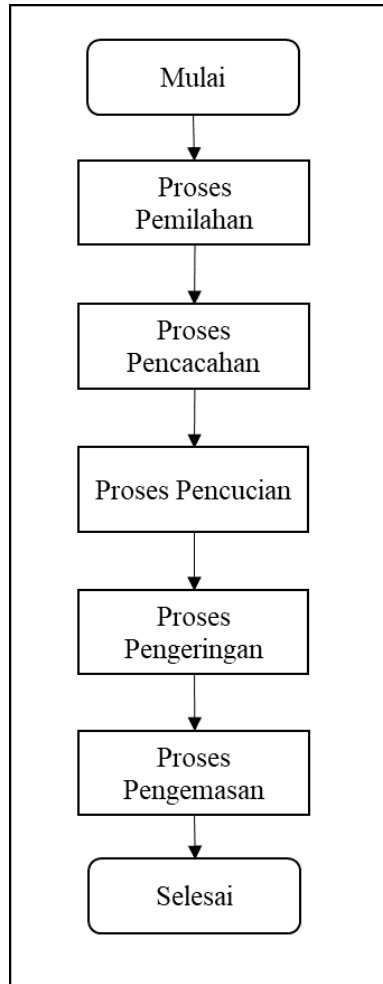 Mulai
Proses
Pemilahan
Proses
Pencacahan
Proses Pencucian
Proses
Pengeringan
Proses
Pengemasan
Selesai